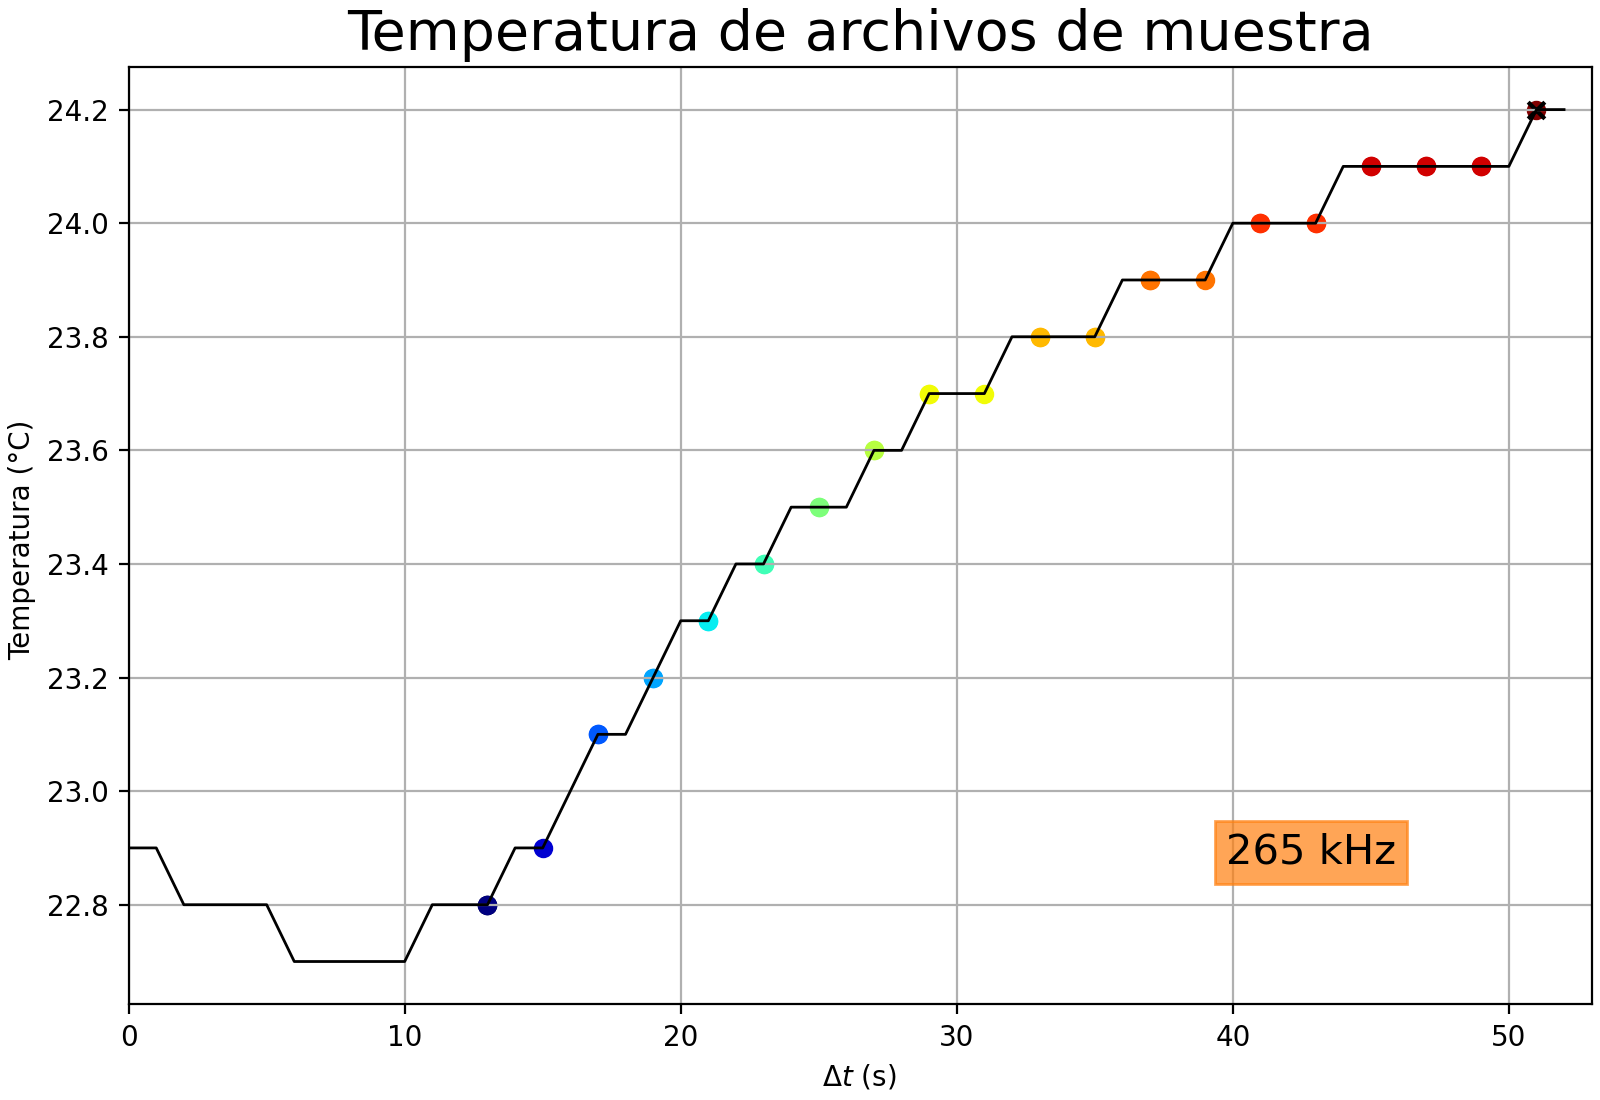 Temperatura de archivos de muestra
Temperatura (°C)
24.2
24.0
23.8
23.6
23.4
23.2
23.0
22.8
265 kHz
0 10 20 30 40 50
Δt (s)